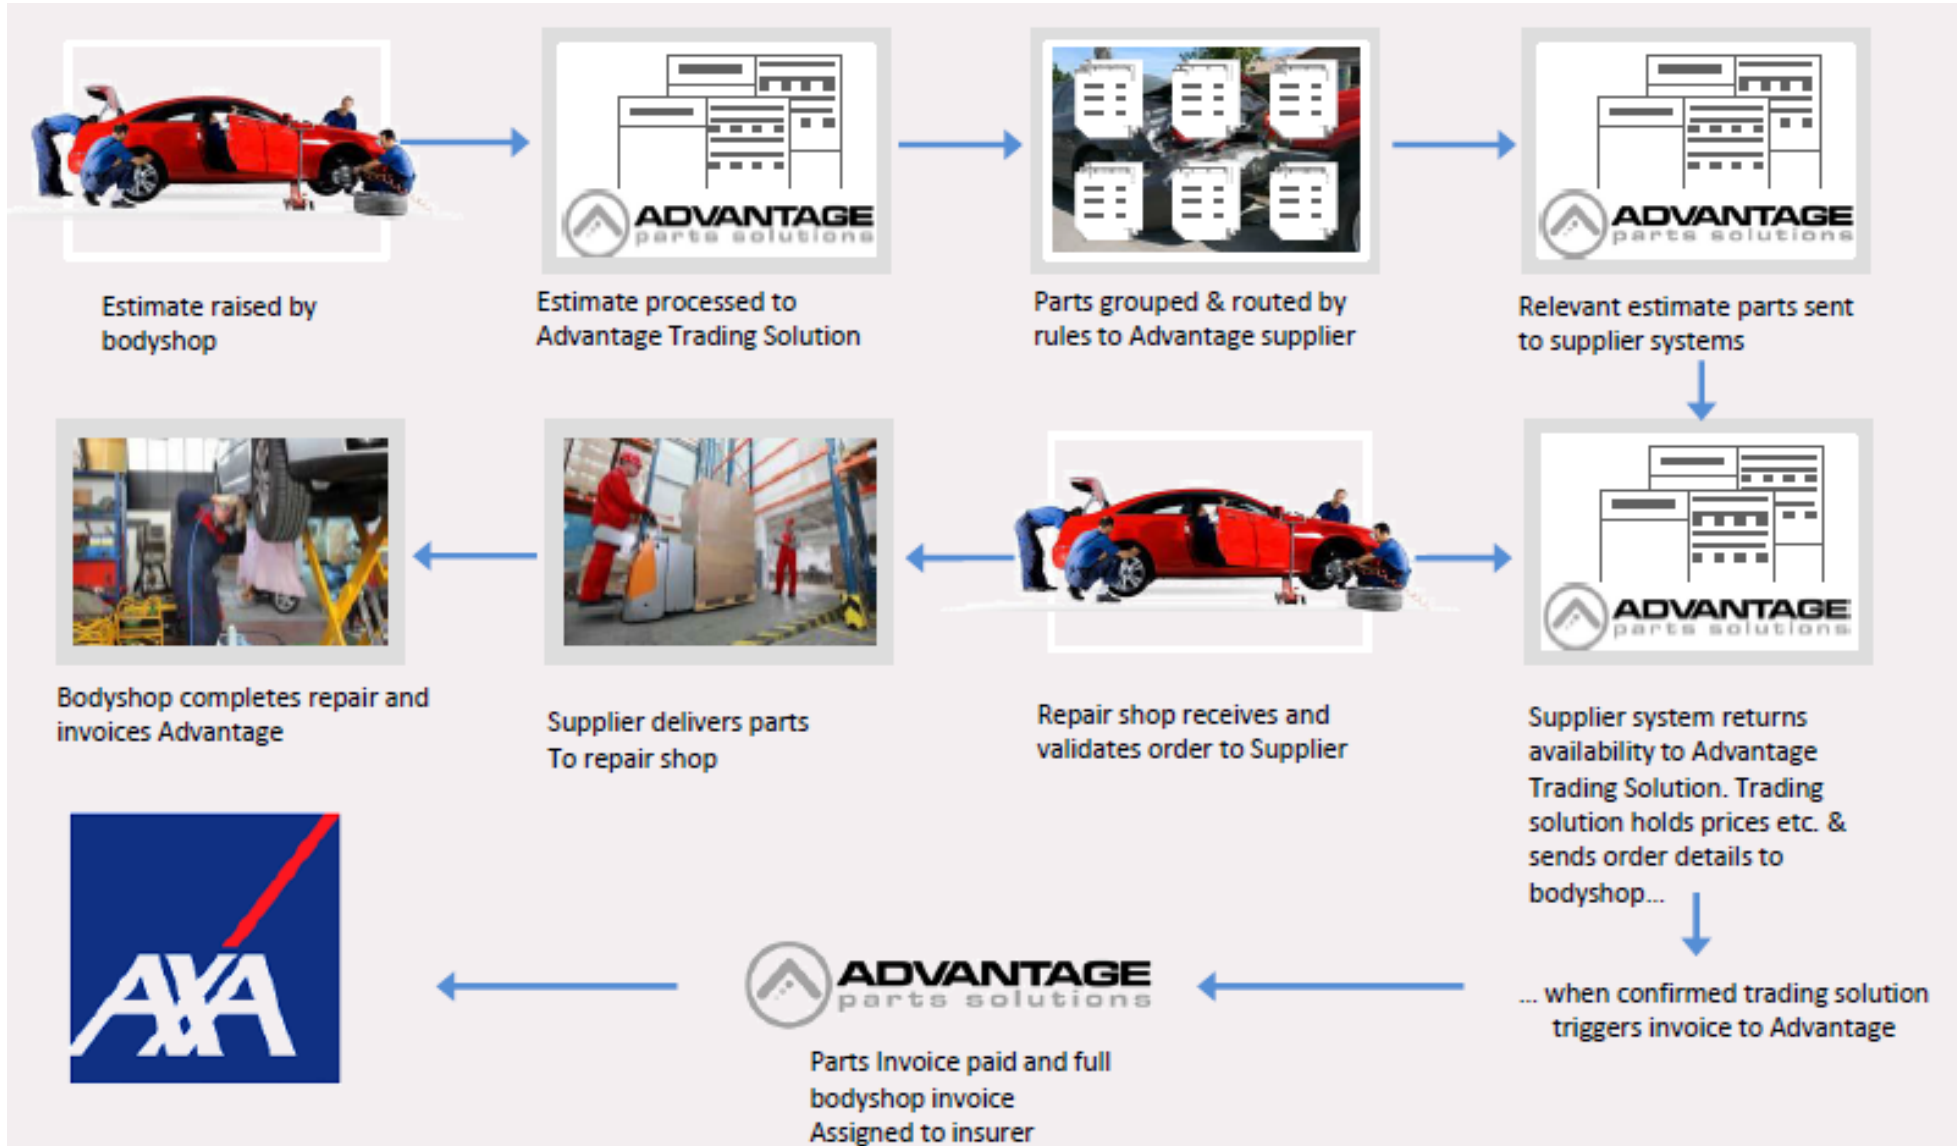 ADVANTAGE
parts solutions
ADVANTAGE
parts solutions
Estimate raised by
bodyshop
Estimate processed to
Advantage Trading Solution
Parts grouped & routed by
rules to Advantage supplier
Relevant estimate parts sent
to supplier systems
ADVANTAGE
parts solutions
Bodyshop completes repair and
invoices Advantage
Supplier delivers parts
To repair shop
Repair shop receives and
validates order to Supplier
Supplier system returns
availability to Advantage
Trading Solution. Trading
solution holds prices etc. &
sends order details to
bodyshop...
AXA
ADVANTAGE
parts solutions
... when confirmed trading solution
triggers invoice to Advantage
Parts Invoice paid and full
bodyshop invoice
Assigned to insurer